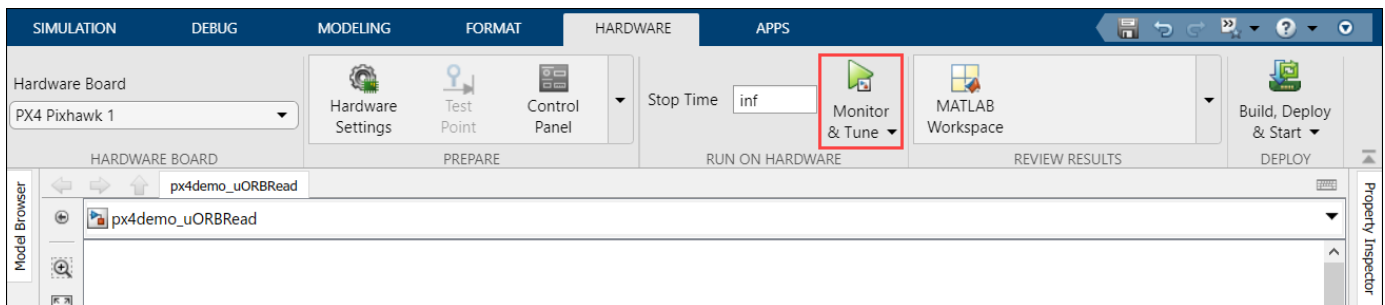 SIMULATION
DEBUG
MODELING
FORMAT
HARDWARE
APPS
Hardware Board
PX4 Pixhawk 1
HARDWARE BOARD
Hardware
Settings
Test
Point
Control
Panel
PREPARE
Stop Time inf
Monitor
& Tune
RUN ON HARDWARE
MATLAB
Workspace
REVIEW RESULTS
Build, Deploy
& Start
DEPLOY
Model Browser
px4demo_uORBRead
px4demo_uORBRead
Property Inspector